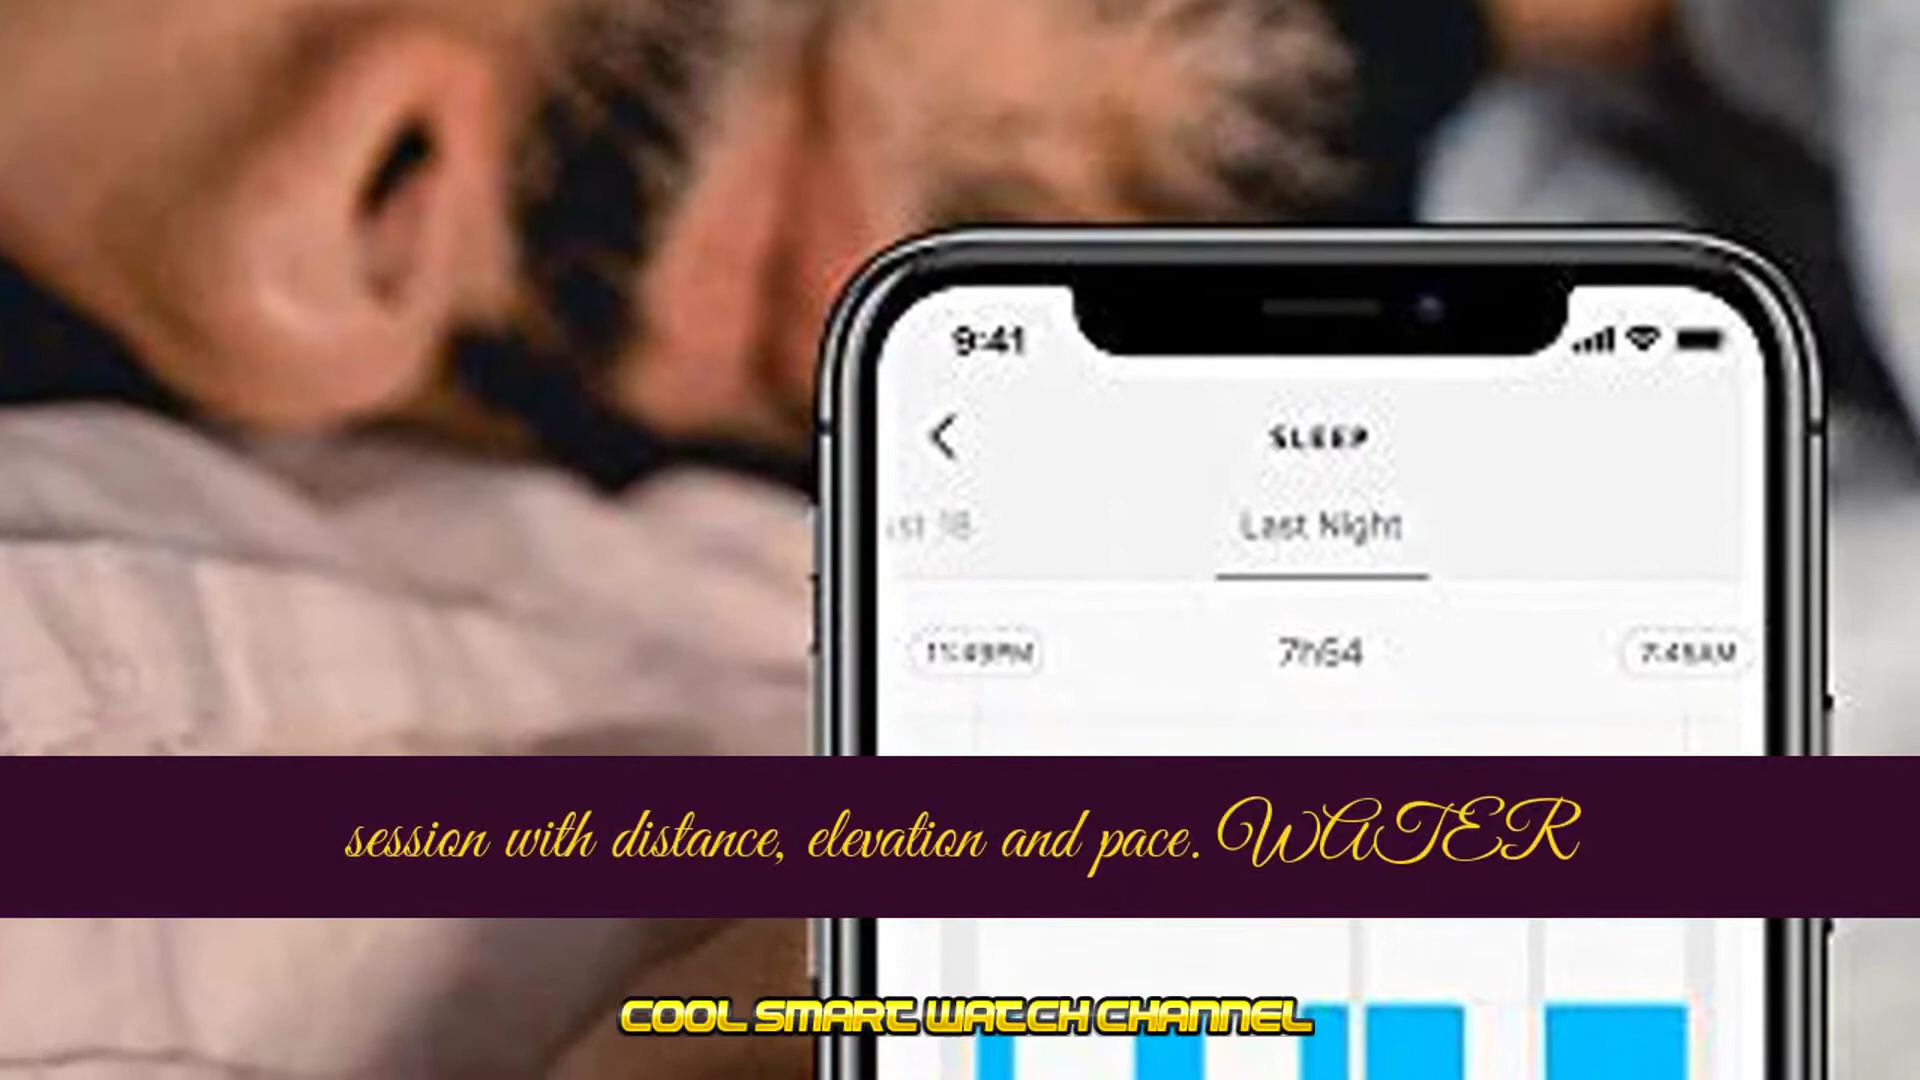 9:41
SLEEP
Last Night
7h54
session with distance, elevation and pace. WATER
COOL SMART WATCH CHANNEL